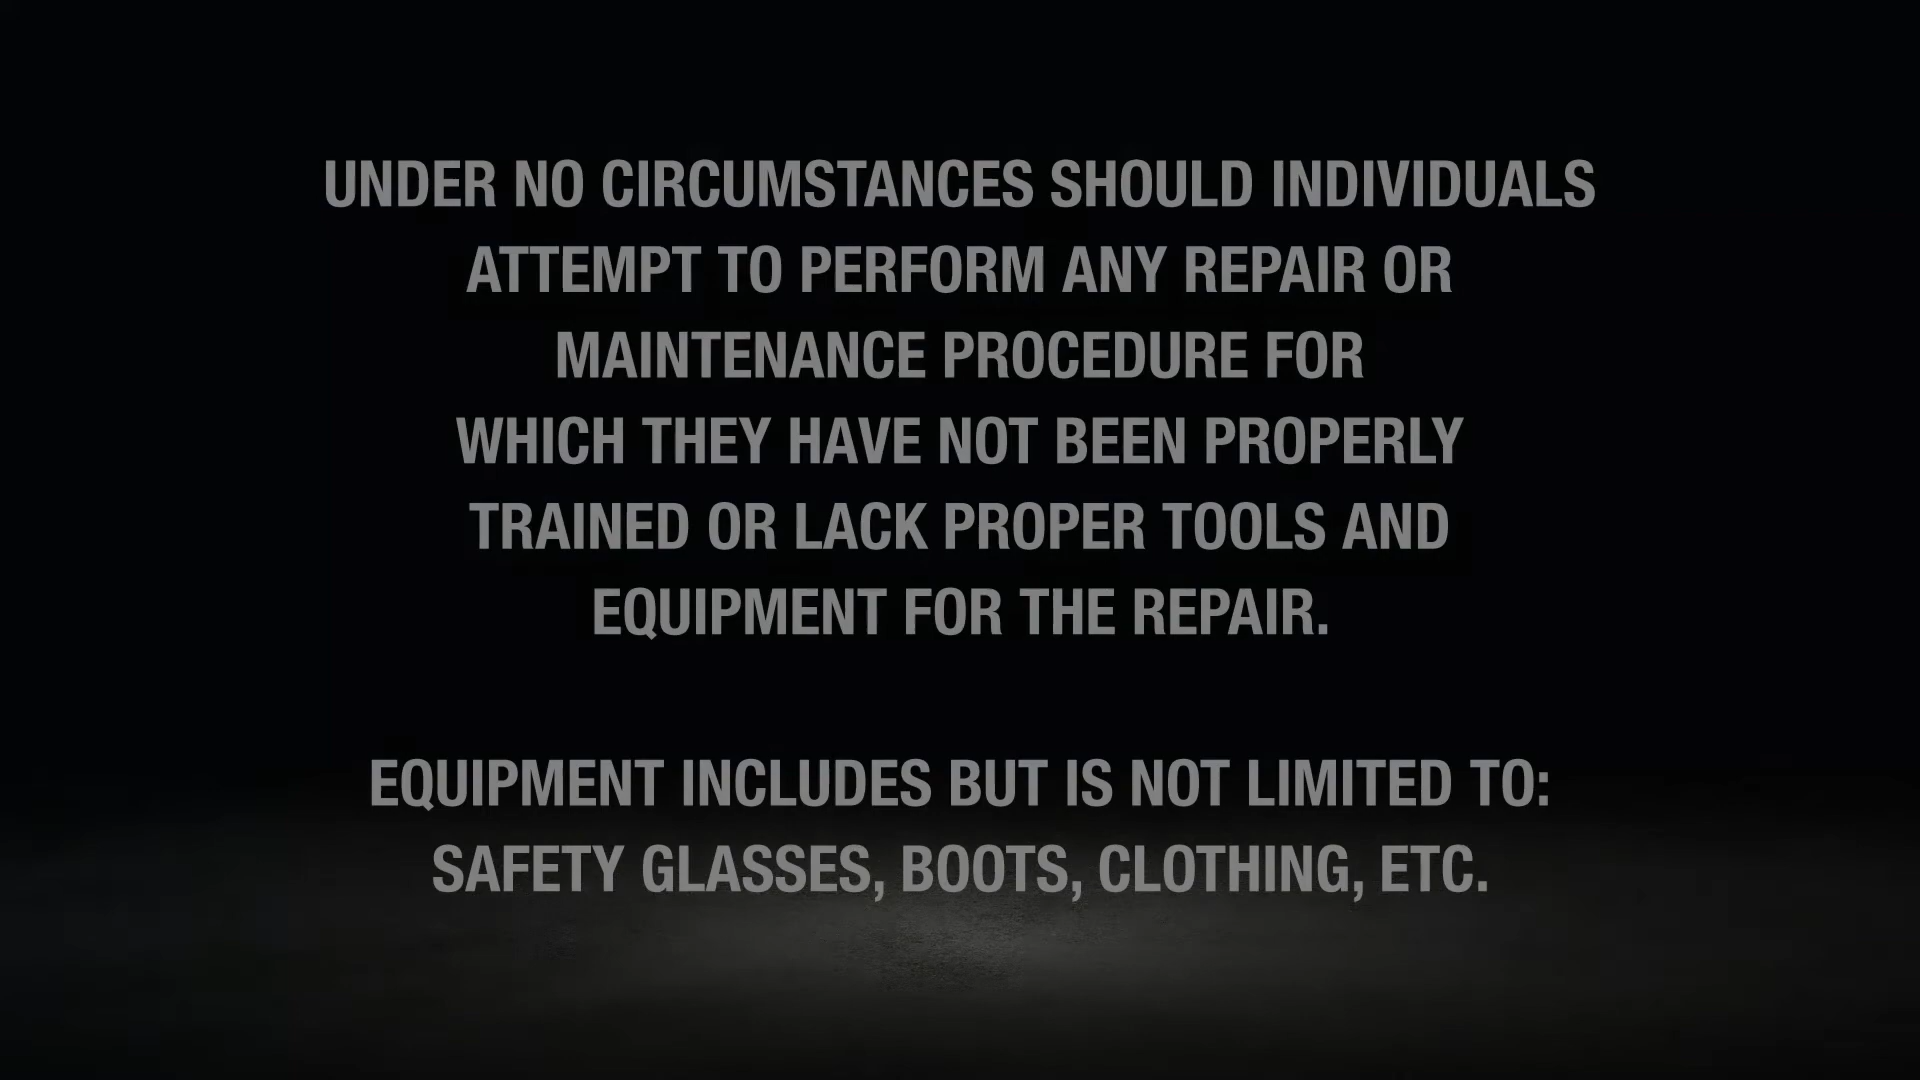 UNDER NO CIRCUMSTANCES SHOULD INDIVIDUALS
ATTEMPT TO PERFORM ANY REPAIR OR
MAINTENANCE PROCEDURE FOR
WHICH THEY HAVE NOT BEEN PROPERLY
TRAINED OR LACK PROPER TOOLS AND
EQUIPMENT FOR THE REPAIR.
EQUIPMENT INCLUDES BUT IS NOT LIMITED TO:
SAFETY GLASSES, BOOTS, CLOTHING, ETC.